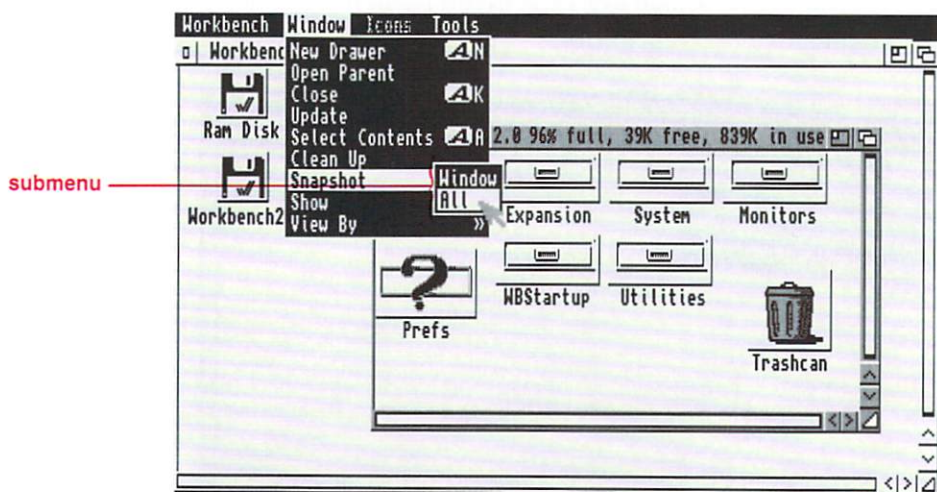 Workbench Window Icons Tools
Workbenc
New Drawer A N
Open Parent
Close A K
Update
Select Contents A A
Clean Up
Snapshot
Show
View By »
Window
All
submenu
Ram Disk
Workbench2
2.0 96% full, 39K free, 839K in use
Expansion
System
Monitors
Prefs
WBStartup
Utilities
Trashcan